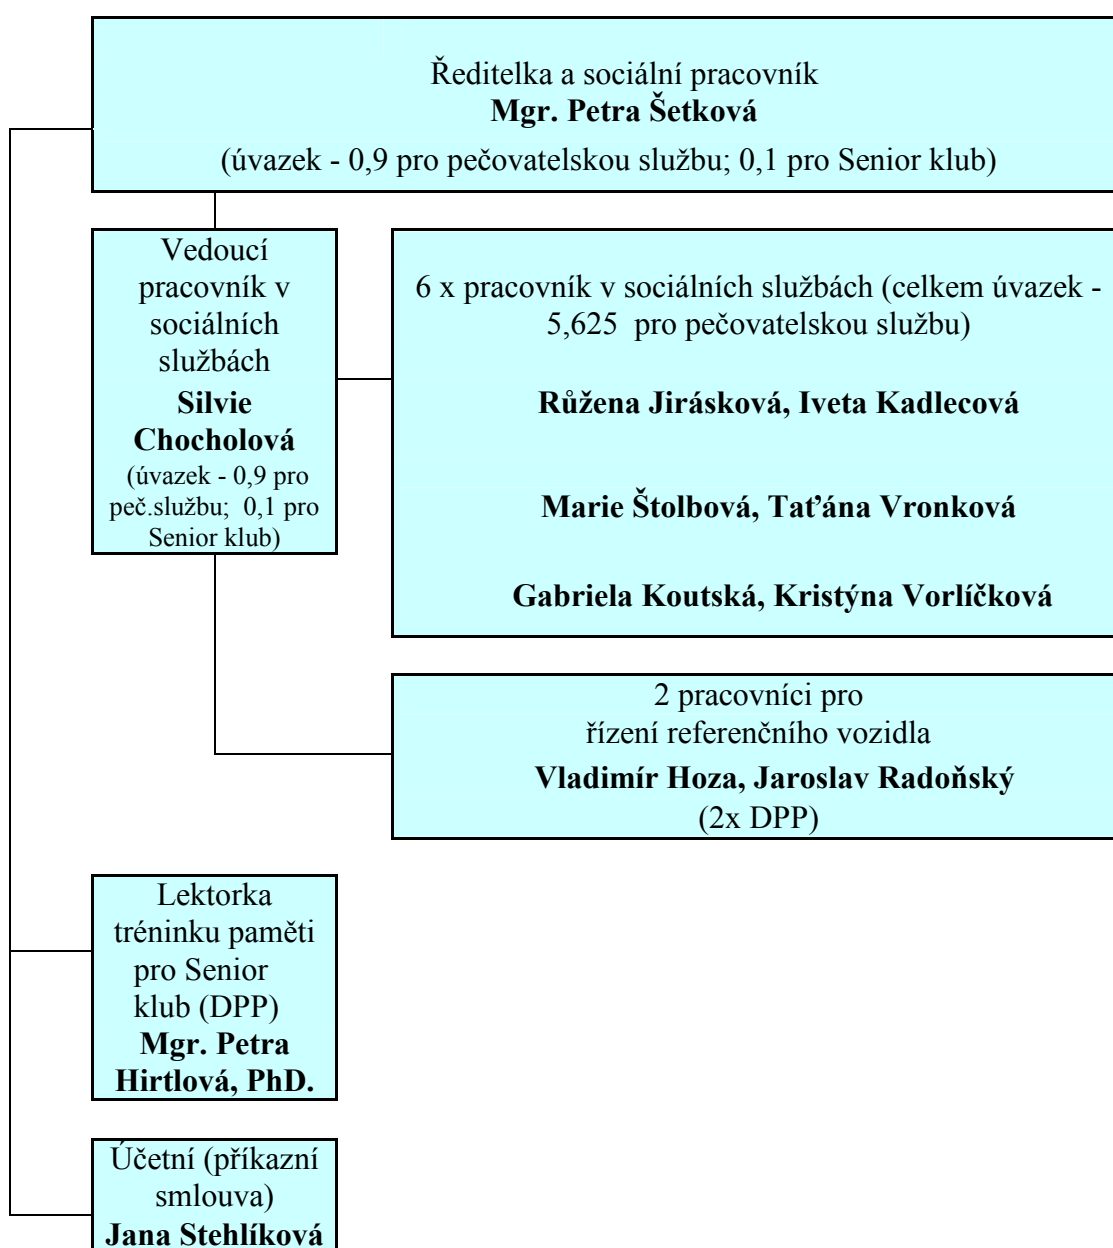 Ředitelka a sociální pracovník
Mgr. Petra Šetková
(úvazek - 0,9 pro pečovatelskou službu; 0,1 pro Senior klub)
Vedoucí
pracovník v
sociálních
službách
Silvie
Chocholová
(úvazek - 0,9 pro
peč.službu; 0,1 pro
Senior klub)
6 x pracovník v sociálních službách (celkem úvazek -
5,625 pro pečovatelskou službu)
Růžena Jirásková, Iveta Kadlecová
Marie Štolbová, Taťána Vronková
Gabriela Koutská, Kristýna Vorlíčková
2 pracovníci pro
řízení referenčního vozidla
Vladimír Hoza, Jaroslav Radoňský
(2x DPP)
Lektorka
tréninku paměti
pro Senior
klub (DPP)
Mgr. Petra
Hirtlová, PhD.
Účetní (příkazní
smlouva)
Jana Stehlíková